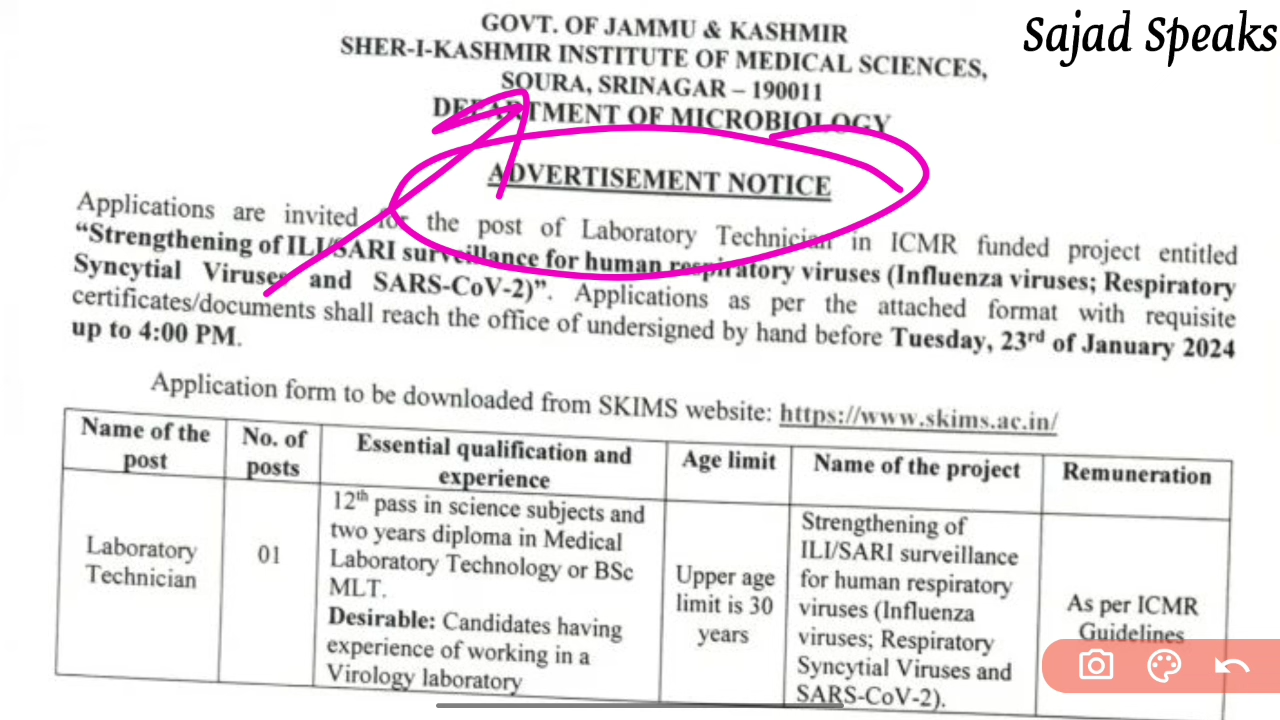 Sajad Speaks
GOVT. OF JAMMU & KASHMIR
SHER-I-KASHMIR INSTITUTE OF MEDICAL SCIENCES,
SOURA, SRINAGAR – 190011
DEPARTMENT OF MICROBIOLOGY
ADVERTISEMENT NOTICE
Applications are invited for the post of Laboratory Technician in ICMR funded project entitled
“Strengthening of ILI/SARI surveillance for human respiratory viruses (Influenza viruses; Respiratory
Syncytial Viruses and SARS-CoV-2)”. Applications as per the attached format with requisite
certificates/documents shall reach the office of undersigned by hand before Tuesday, 23rd of January 2024
up to 4:00 PM.
Application form to be downloaded from SKIMS website: https://www.skims.ac.in/
Name of the
post
No. of
posts
Essential qualification and
experience
Age limit
Name of the project
Remuneration
Laboratory
Technician
01
12th pass in science subjects and
two years diploma in Medical
Laboratory Technology or BSc
MLT.
Desirable: Candidates having
experience of working in a
Virology laboratory
Upper age
limit is 30
years
Strengthening of
ILI/SARI surveillance
for human respiratory
viruses (Influenza
viruses; Respiratory
Syncytial Viruses and
SARS-CoV-2).
As per ICMR
Guidelines